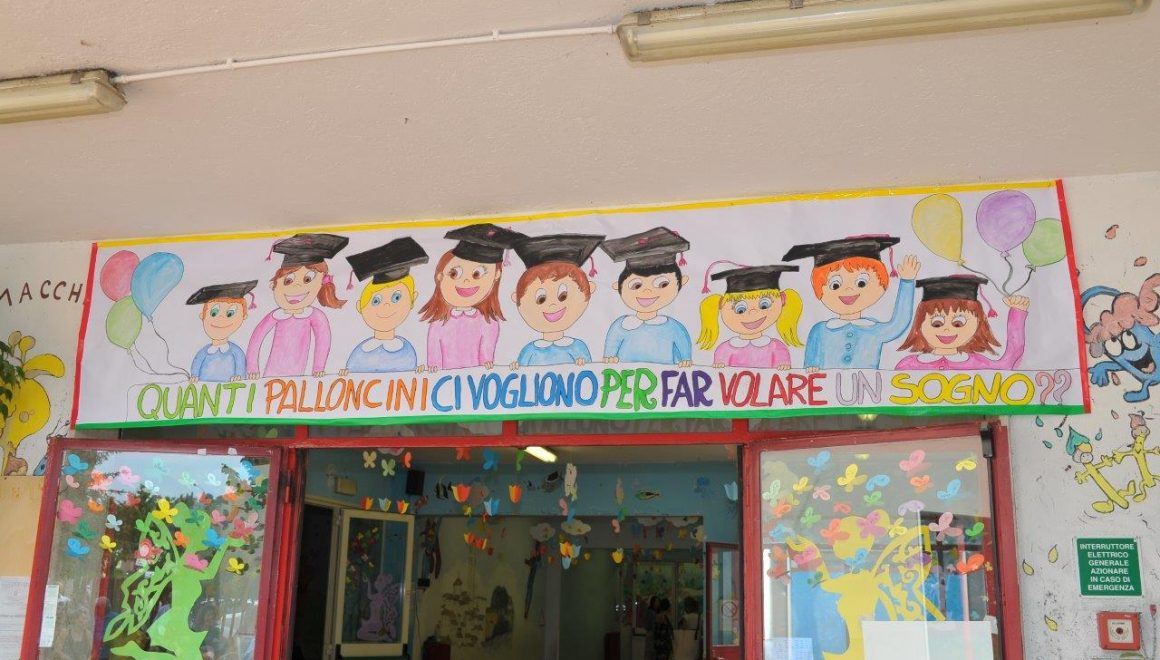 MACCH
QUANTI PALLONCINI CI VOGLIONO PER FAR VOLARE UN SOGNO??
INTERRUTTORE
ELETTRICO
GENERALE
AZIONARE
IN CASO DI
EMERGENZA